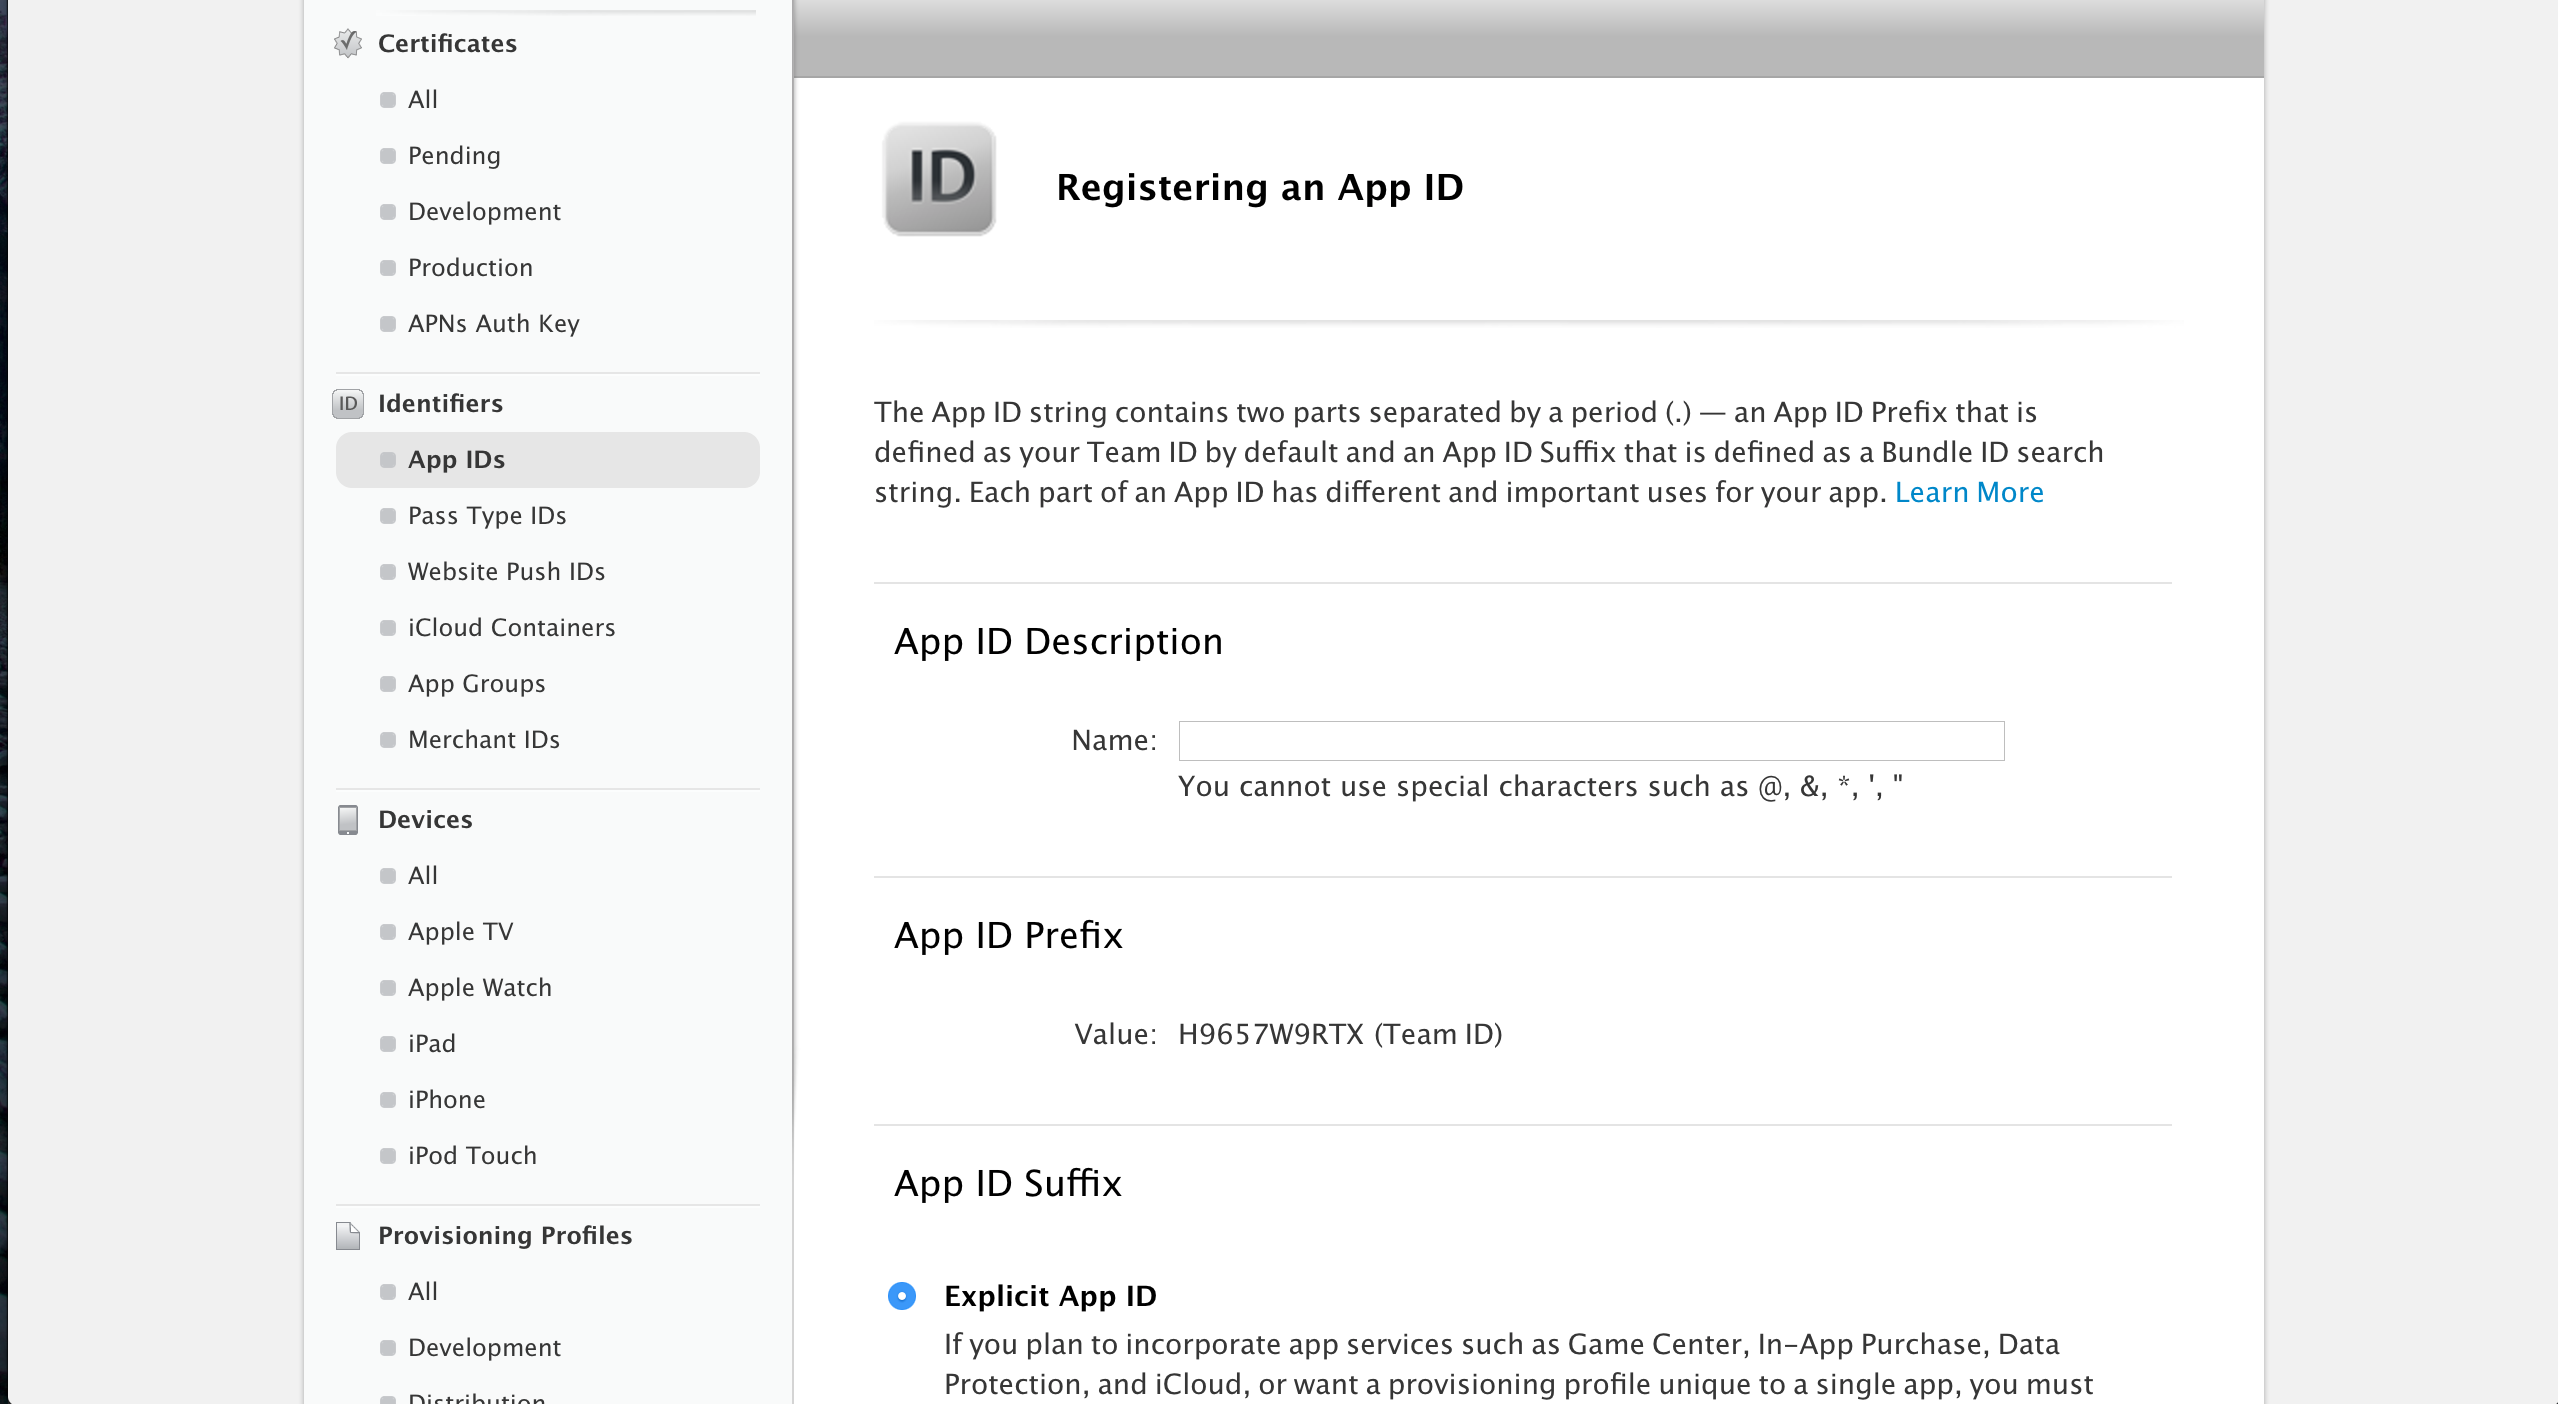 Certificates
All
Pending
Development
Production
APNs Auth Key
ID Identifiers
App IDs
Pass Type IDs
Website Push IDs
iCloud Containers
App Groups
Merchant IDs
Devices
All
Apple TV
Apple Watch
iPad
iPhone
iPod Touch
Provisioning Profiles
All
Development
Distribution
ID
Registering an App ID
The App ID string contains two parts separated by a period (.) — an App ID Prefix that is
defined as your Team ID by default and an App ID Suffix that is defined as a Bundle ID search
string. Each part of an App ID has different and important uses for your app. Learn More
App ID Description
Name:
You cannot use special characters such as @, &, *, ', "
App ID Prefix
Value: H9657W9RTX (Team ID)
App ID Suffix
Explicit App ID
If you plan to incorporate app services such as Game Center, In-App Purchase, Data
Protection, and iCloud, or want a provisioning profile unique to a single app, you must